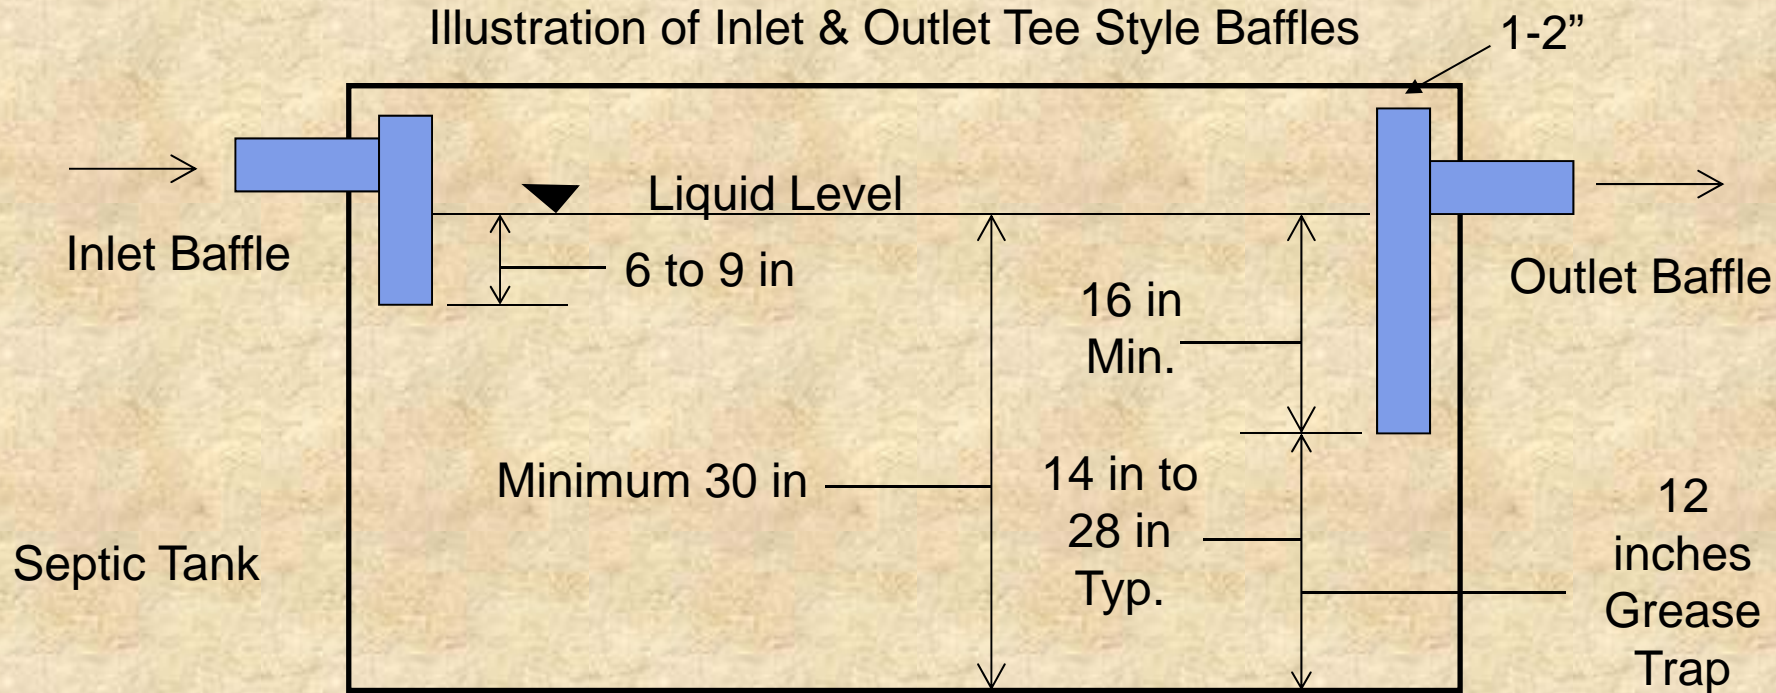 Illustration of Inlet & Outlet Tee Style Baffles
1-2”
Liquid Level
Inlet Baffle
6 to 9 in
Outlet Baffle
16 in
Min.
Minimum 30 in
14 in to
28 in
Typ.
Septic Tank
12
inches
Grease
Trap